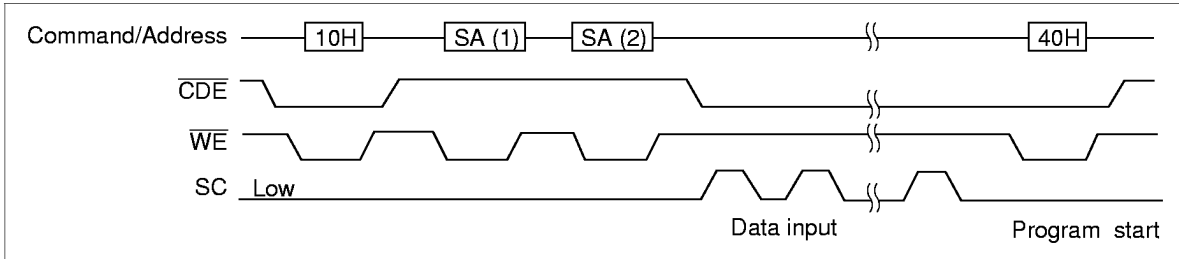 Command/Address 10H SA (1) SA (2) 40H
CDE
WE
SC Low
Data input Program start